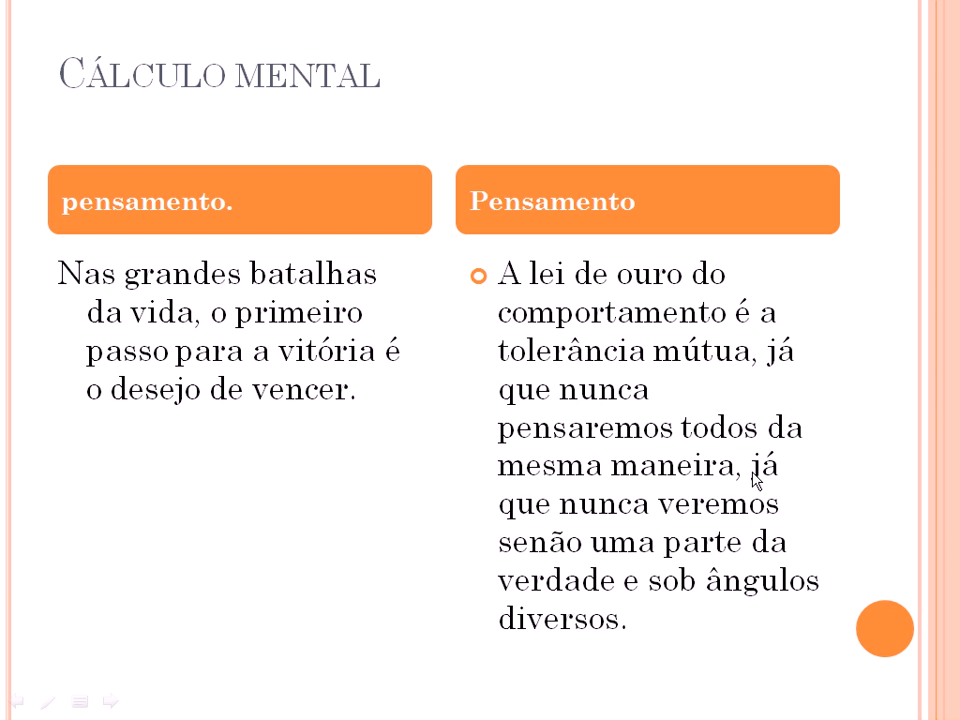 CÁLCULO MENTAL
pensamento.
Nas grandes batalhas
da vida, o primeiro
passo para a vitória é
o desejo de vencer.
Pensamento
A lei de ouro do
comportamento é a
tolerância mútua, já
que nunca
pensaremos todos da
mesma maneira, já
que nunca veremos
senão uma parte da
verdade e sob ângulos
diversos.